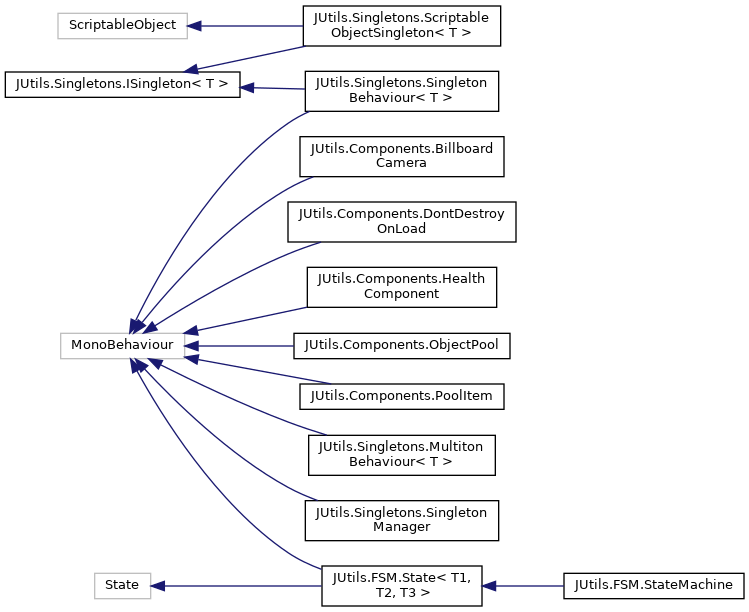 ScriptableObject
JUtils.Singletons.Scriptable
ObjectSingleton< T >
JUtils.Singletons.ISingleton< T >
JUtils.Singletons.Singleton
Behaviour< T >
JUtils.Components.Billboard
Camera
JUtils.Components.DontDestroy
OnLoad
JUtils.Components.Health
Component
MonoBehaviour
JUtils.Components.ObjectPool
JUtils.Components.PoolItem
JUtils.Singletons.Multiton
Behaviour< T >
JUtils.Singletons.Singleton
Manager
State
JUtils.FSM.State< T1,
T2, T3 >
JUtils.FSM.StateMachine